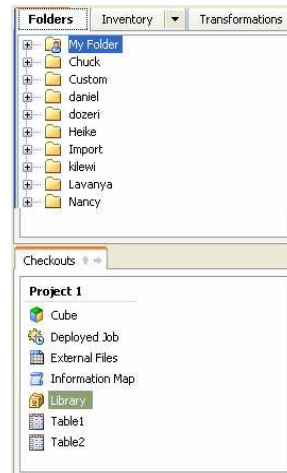 Folders Inventory Transformations
My Folder
Chuck
Custom
daniel
dozeri
Heike
Import
kilewi
Lavanya
Nancy
Checkouts
Project 1
Cube
Deployed Job
External Files
Information Map
Library
Table1
Table2